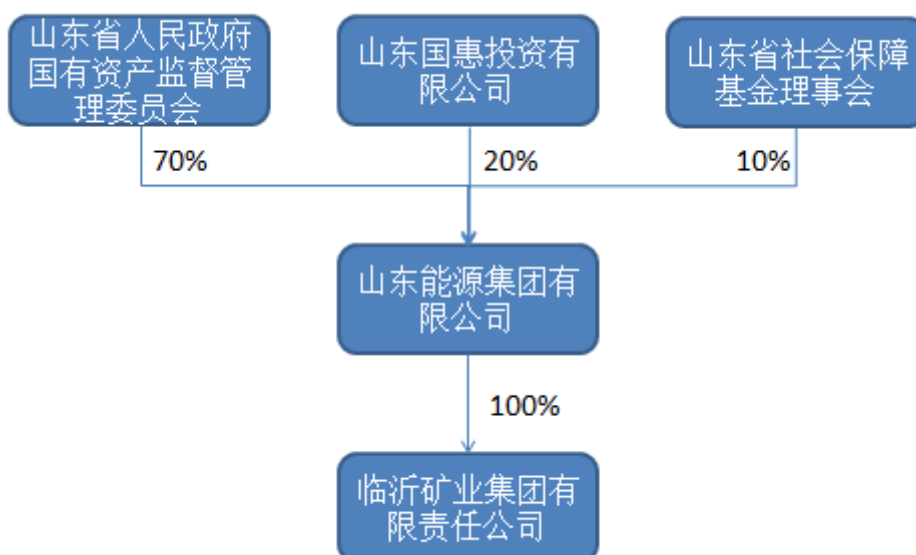 山东省人民政府
国有资产监督管
理委员会
山东国惠投资有
限公司
山东省社会保障
基金理事会
70%
20%
10%
山东能源集团有
限公司
100%
临沂矿业集团有
限责任公司